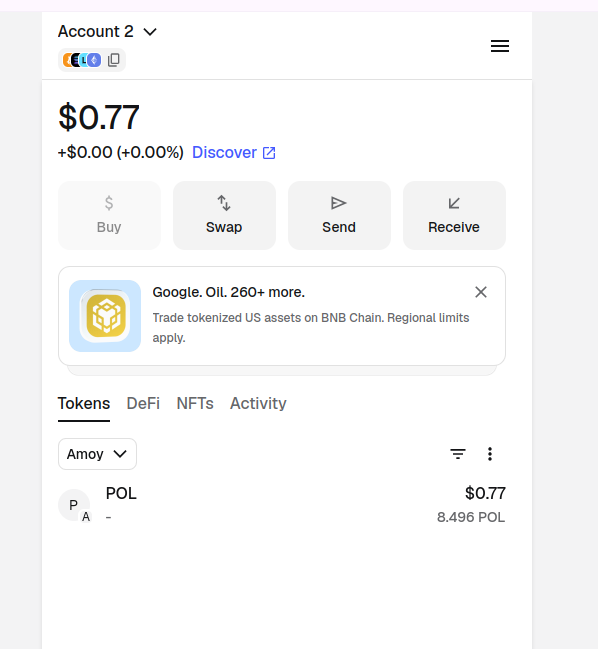 Account 2
$0.77
+$0.00 (+0.00%) Discover
Buy
Swap
Send
Receive
Google. Oil. 260+ more.
Trade tokenized US assets on BNB Chain. Regional limits
apply.
Tokens DeFi NFTs Activity
Amoy
P
A
POL
-
$0.77
8.496 POL